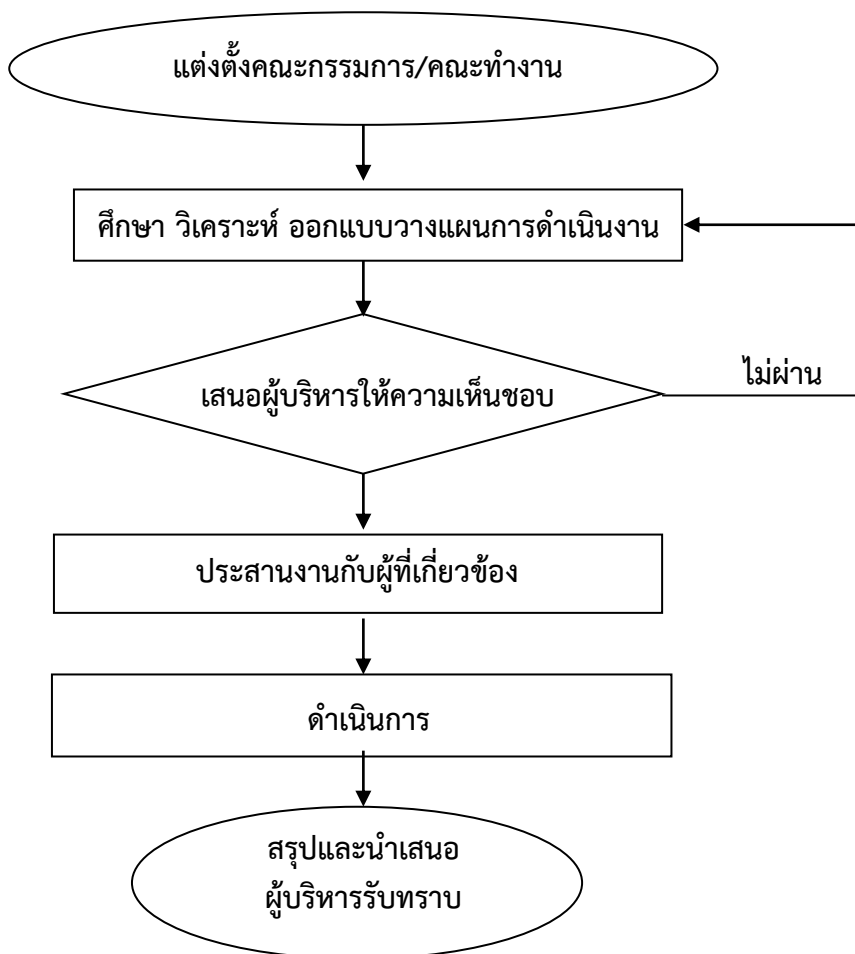 แต่งตั้งคณะกรรมการ/คณะทำงาน
ศึกษา วิเคราะห์ ออกแบบวางแผนการดำเนินงาน
เสนอผู้บริหารให้ความเห็นชอบ
ไม่ผ่าน
ประสานงานกับผู้ที่เกี่ยวข้อง
ดำเนินการ
สรุปและนำเสนอ
ผู้บริหารรับทราบ